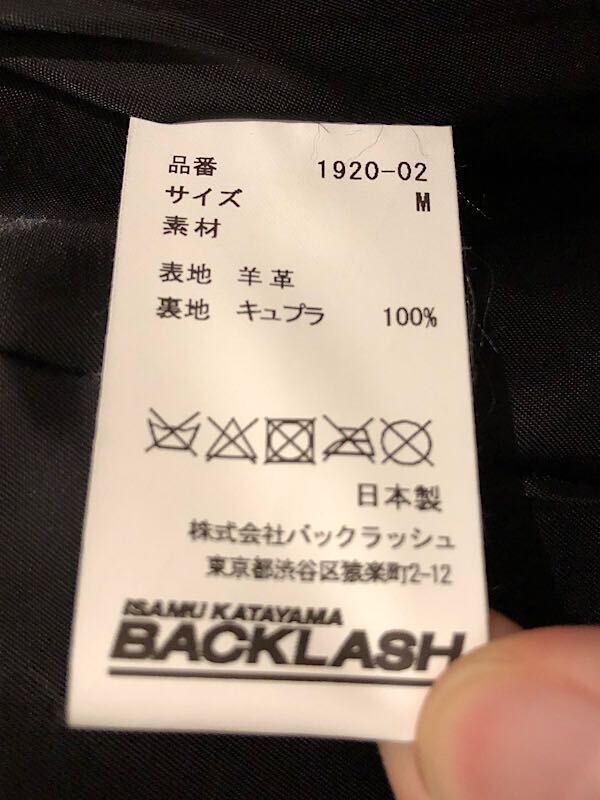 品番 1920-02
サイズ M
素材
表地 羊革
裏地 キュプラ 100%
日本製
株式会社バックラッシュ
東京都渋谷区猿楽町2-12
ISAMU KATAYAMA
BACKLASH